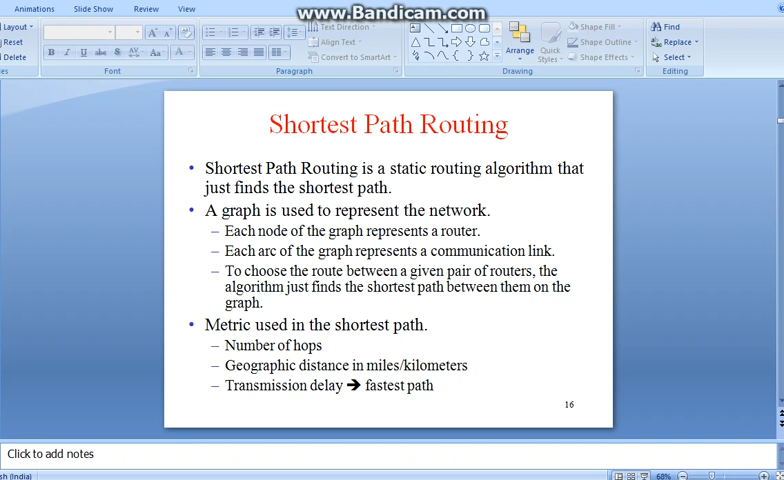 www.Bandicam.com
Animations Slide Show Review View
Layout Text Direction Shape Fill Find
Reset Align Text Shape Outline Replace
Delete B I U abe S AV Aa A Convert to SmartArt Arrange Quick Styles Shape Effects Select
Font Paragraph Drawing Editing
Shortest Path Routing
• Shortest Path Routing is a static routing algorithm that
just finds the shortest path.
• A graph is used to represent the network.
– Each node of the graph represents a router.
– Each arc of the graph represents a communication link.
– To choose the route between a given pair of routers, the
algorithm just finds the shortest path between them on the
graph.
• Metric used in the shortest path.
– Number of hops
– Geographic distance in miles/kilometers
– Transmission delay ➔ fastest path
16
Click to add notes
(India) 68%